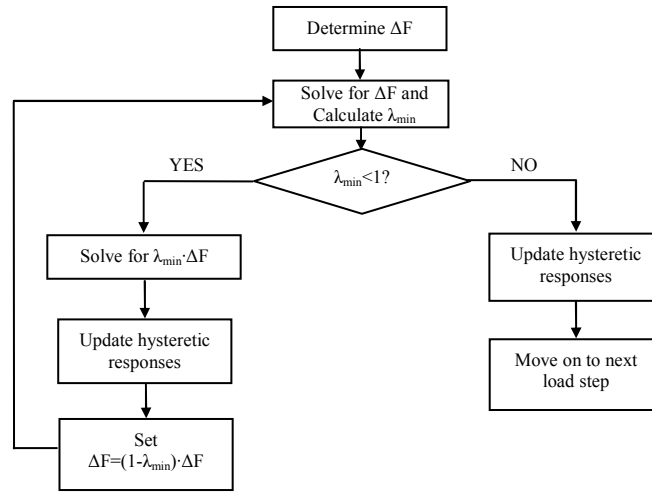 Determine ΔF
Solve for ΔF and
Calculate λmin
YES
λmin<1?
NO
Solve for λmin·ΔF
Update hysteretic
responses
Set
ΔF=(1-λmin)·ΔF
Update hysteretic
responses
Move on to next
load step